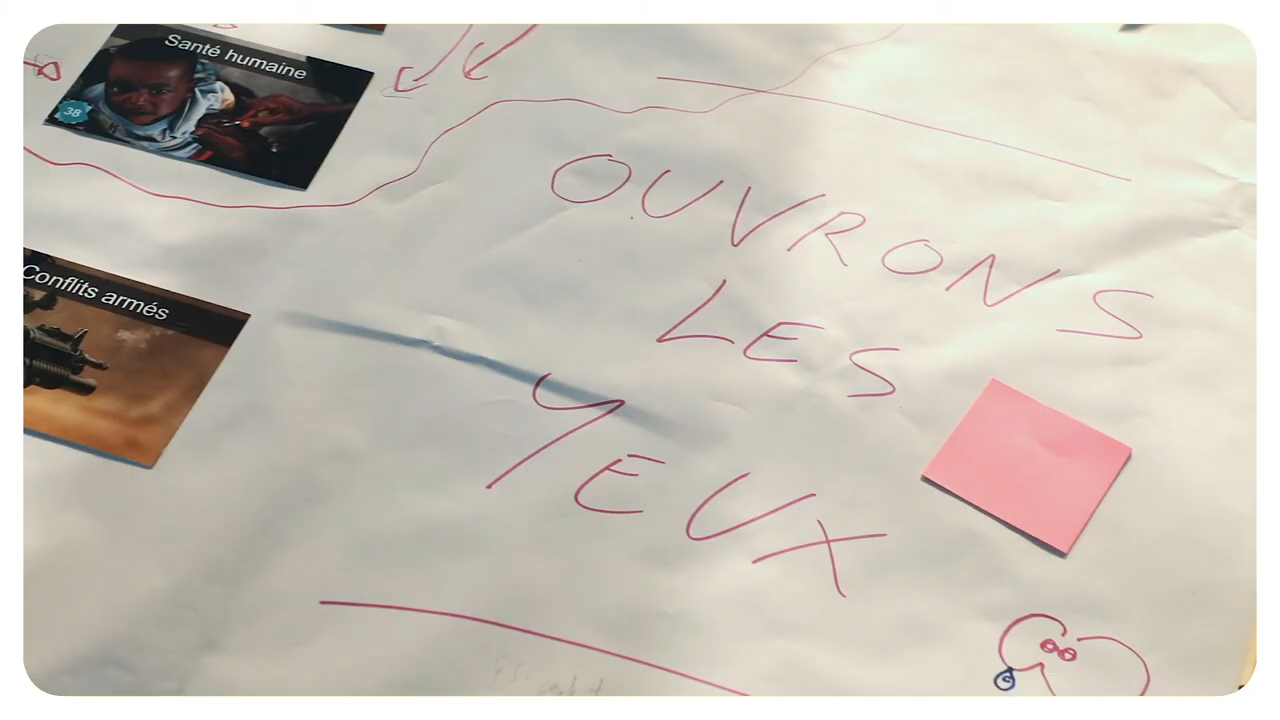 Santé humaine
38
Conflits armés
OUVRONS
LES
YEUX